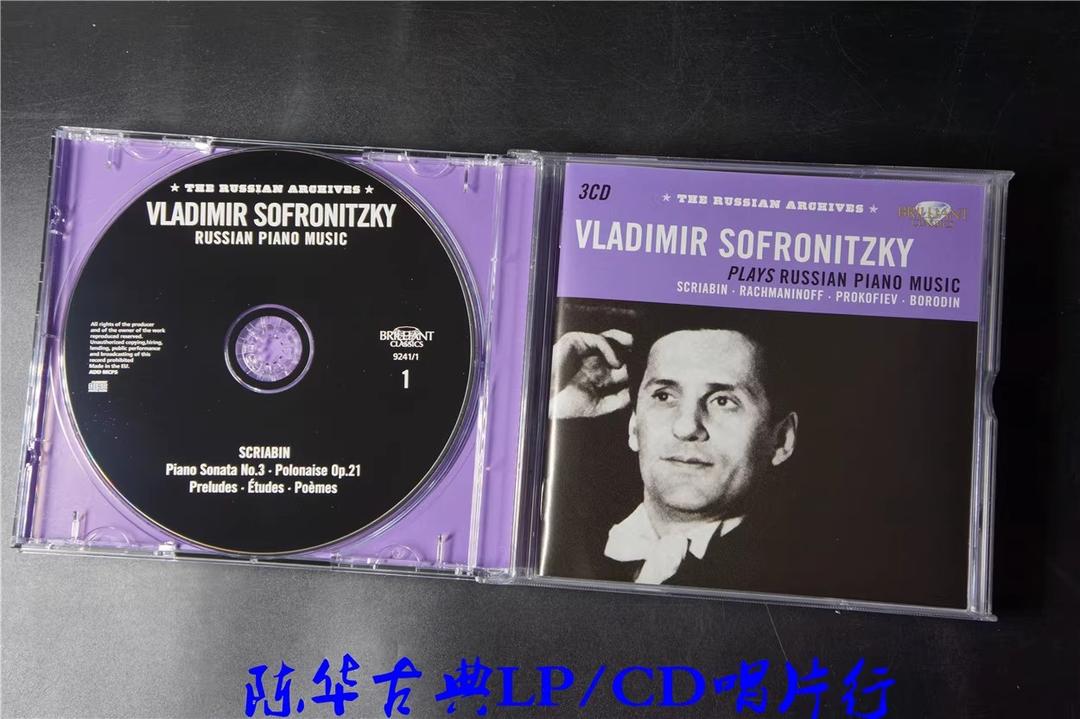 ★ THE RUSSIAN ARCHIVES ★
VLADIMIR SOFRONITZKY
RUSSIAN PIANO MUSIC
All rights of the producer
and of the owner of the work
reproduced reserved.
Unauthorized copying, hiring,
lending, public performance
and broadcasting of this
record prohibited
Made in the EU.
ADD MCPS
BRILLIANT
CLASSICS
9241/1
1
SCRIABIN
Piano Sonata No.3 · Polonaise Op.21
Preludes · Études · Poèmes
3CD
★ THE RUSSIAN ARCHIVES ★
BRILLIANT
CLASSICS
VLADIMIR SOFRONITZKY
PLAYS RUSSIAN PIANO MUSIC
SCRIABIN · RACHMANINOFF · PROKOFIEV · BORODIN
陈华古典LP/CD唱片行